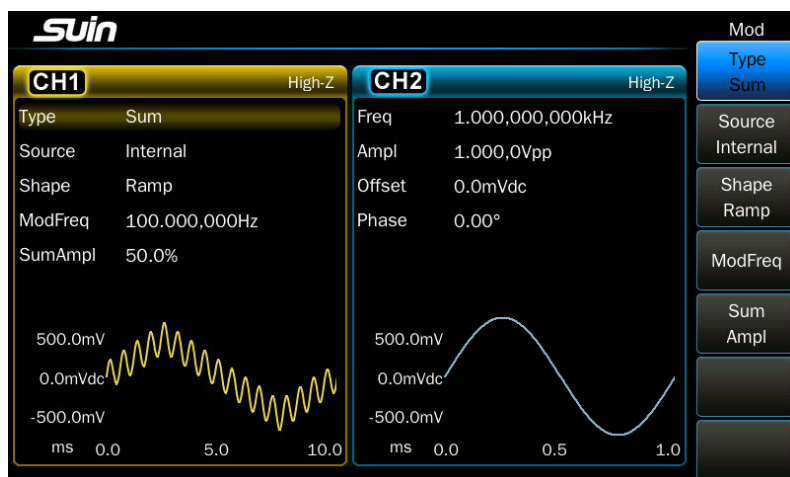 SUIN
Mod
Type
Sum
CH1
High-Z
CH2
High-Z
Type Sum
Freq 1.000,000,000kHz
Source
Internal
Source Internal
Ampl 1.000,0Vpp
Shape Ramp
Offset 0.0mVdc
Shape
Ramp
ModFreq 100.000,000Hz
Phase 0.00°
SumAmpl 50.0%
ModFreq
Sum
Ampl
500.0mV
0.0mVdc
-500.0mV
ms 0.0 5.0 10.0
500.0mV
0.0mVdc
-500.0mV
ms 0.0 0.5 1.0